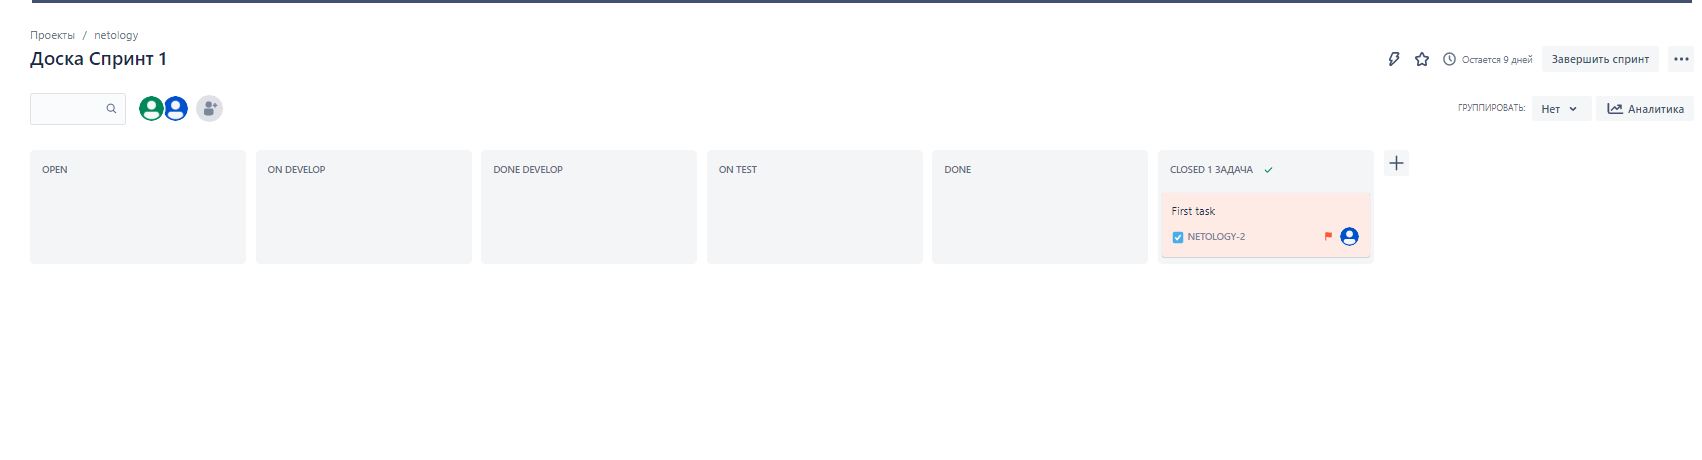 Проекты / netology
Доска Спринт 1
Остается 9 дней
Завершить спринт
ГРУППИРОВАТЬ:
Нет
Аналитика
OPEN
ON DEVELOP
DONE DEVELOP
ON TEST
DONE
CLOSED 1 ЗАДАЧА
First task
NETOLOGY-2